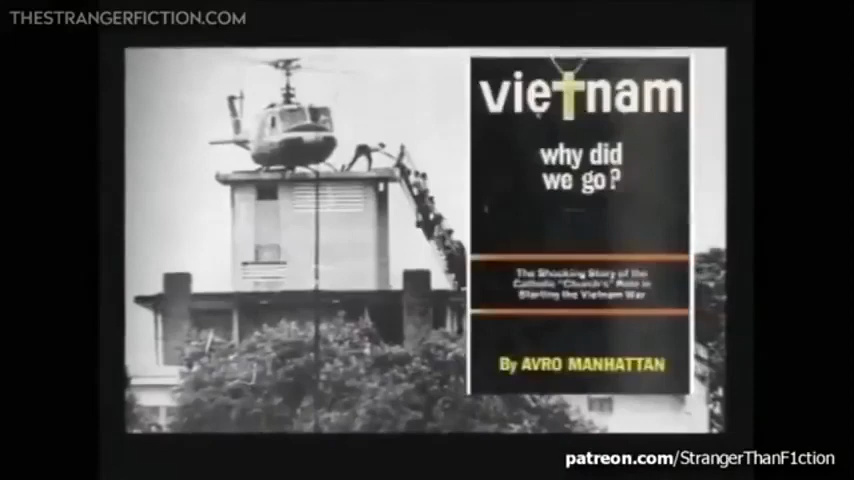 THESTRANGERFICTION.COM
vietnam
why did
we go?
The Shocking Story of the
Catholic "Church's" Role in
Starting the Vietnam War
By AVRO MANHATTAN
patreon.com/StrangerThanF1ction